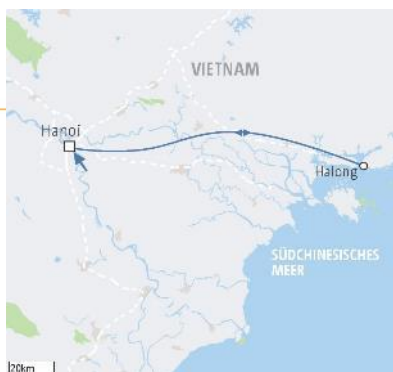 VIETNAM
Hanoi
Halong
SÜDCHINESISCHES
MEER
20km